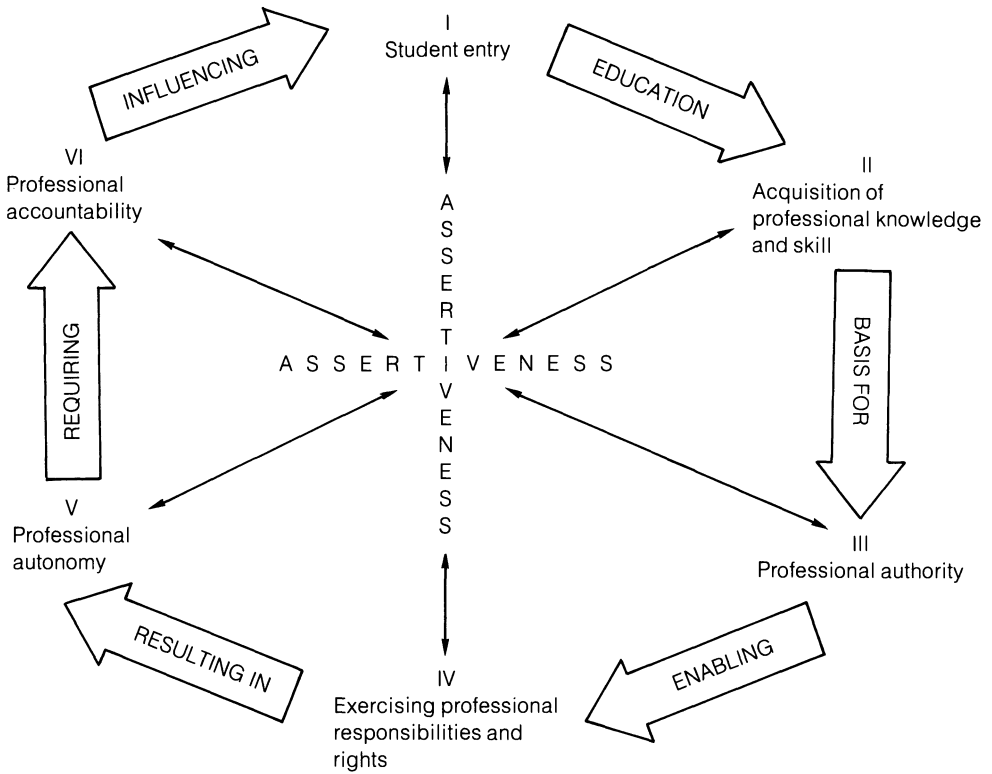 I
Student entry
EDUCATION
II
Acquisition of
professional knowledge
and skill
BASIS FOR
III
Professional authority
ENABLING
IV
Exercising professional
responsibilities and
rights
RESULTING IN
V
Professional
autonomy
REQUIRING
VI
Professional
accountability
INFLUENCING
ASSERTIVENESS
ASSERTIVENESS